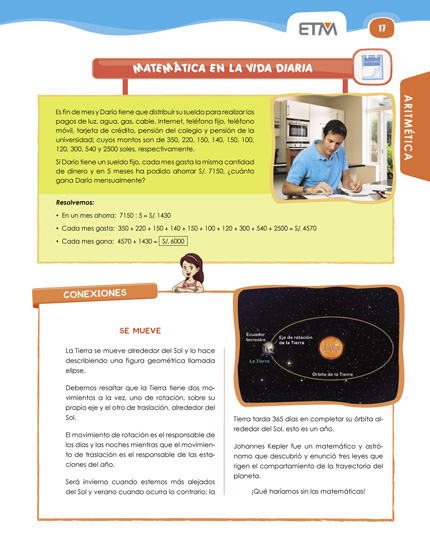 ETM
17
MATEMÁTICA EN LA VIDA DIARIA
ARITMÉTICA
Es fin de mes y Darío tiene que distribuir su sueldo para realizar los
pagos de luz, agua, gas, cable, Internet, teléfono fijo, teléfono
móvil, tarjeta de crédito, pensión del colegio y pensión de la
universidad; cuyos montos son de 350, 220, 150, 140, 150, 100,
120, 300, 540 y 2500 soles, respectivamente.
Si Darío tiene un sueldo fijo, cada mes gasta la misma cantidad
de dinero y en 5 meses ha podido ahorrar S/. 7150, ¿cuánto
gana Darío mensualmente?
Resolvemos:
• En un mes ahorra: 7150 : 5 = S/. 1430
• Cada mes gasta: 350 + 220 + 150 + 140 + 150 + 100 + 120 + 300 + 540 + 2500 = S/. 4570
• Cada mes gana: 4570 + 1430 = S/. 6000
CONEXIONES
SE MUEVE
La Tierra se mueve alrededor del Sol y lo hace
describiendo una figura geométrica llamada
elipse.
Debemos resaltar que la Tierra tiene dos mo-
vimientos a la vez, uno de rotación, sobre su
propio eje y el otro de traslación, alrededor del
Sol.
El movimiento de rotación es el responsable de
los días y las noches mientras que el movimien-
to de traslación es el responsable de las esta-
ciones del año.
Será invierno cuando estemos más alejados
del Sol y verano cuando ocurra lo contrario; la
Ecuador
terrestre
Eje de rotación
de la Tierra
La Tierra
Órbita de la Tierra
Tierra tarda 365 días en completar su órbita al-
rededor del Sol, esto es un año.
Johannes Kepler fue un matemático y astró-
nomo que descubrió y enunció tres leyes que
rigen el comportamiento de la trayectoria del
planeta.
¡Qué haríamos sin las matemáticas!